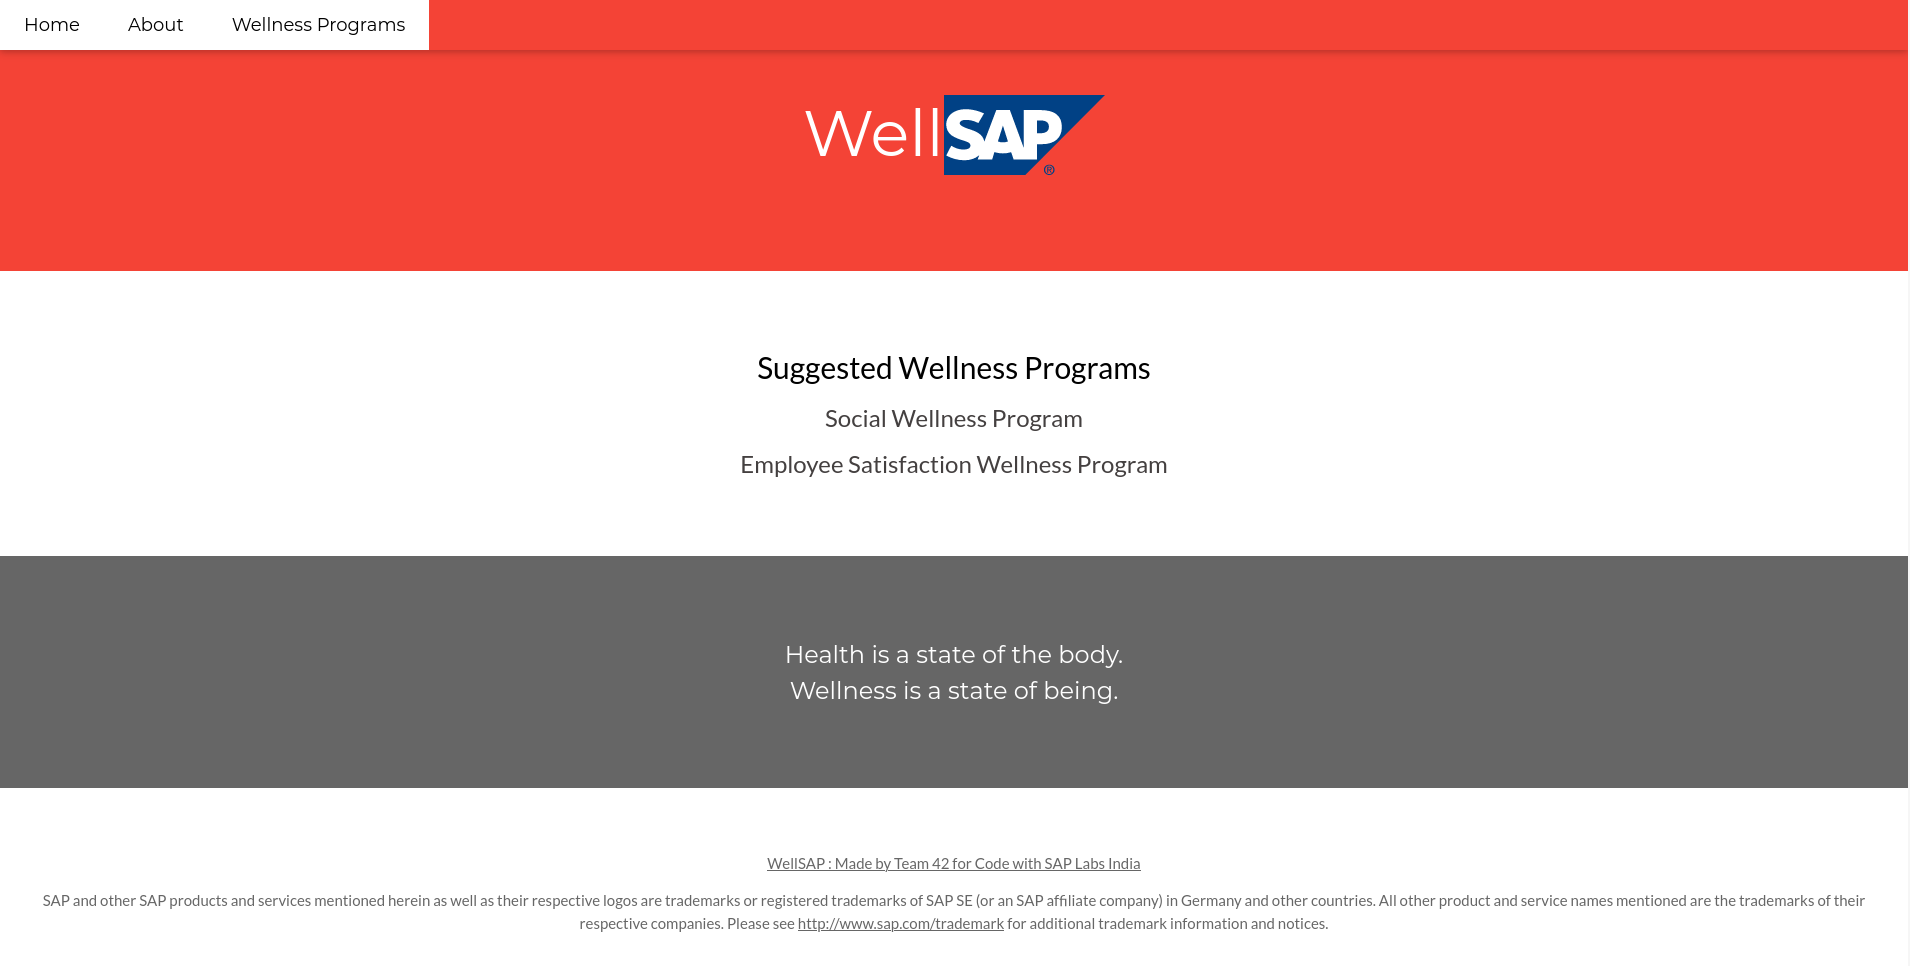 Home About Wellness Programs
WellSAP®
Suggested Wellness Programs
Social Wellness Program
Employee Satisfaction Wellness Program
Health is a state of the body.
Wellness is a state of being.
WellSAP : Made by Team 42 for Code with SAP Labs India
SAP and other SAP products and services mentioned herein as well as their respective logos are trademarks or registered trademarks of SAP SE (or an SAP affiliate company) in Germany and other countries. All other product and service names mentioned are the trademarks of their
respective companies. Please see http://www.sap.com/trademark for additional trademark information and notices.